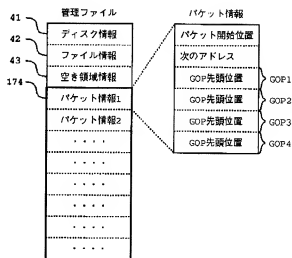 管理ファイル
41
ディスク情報
42
ファイル情報
43
空き領域情報
174
パケット情報1
パケット情報2
・・・・
・・・・
・・・・
・・・・
・・・・
パケット情報
パケット開始位置
次のアドレス
GOP先頭位置 GOP1
GOP先頭位置 GOP2
GOP先頭位置 GOP3
GOP先頭位置 GOP4